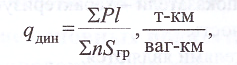 q_дин = ΣPl / ΣnS_гр , т-км / ваг-км ,